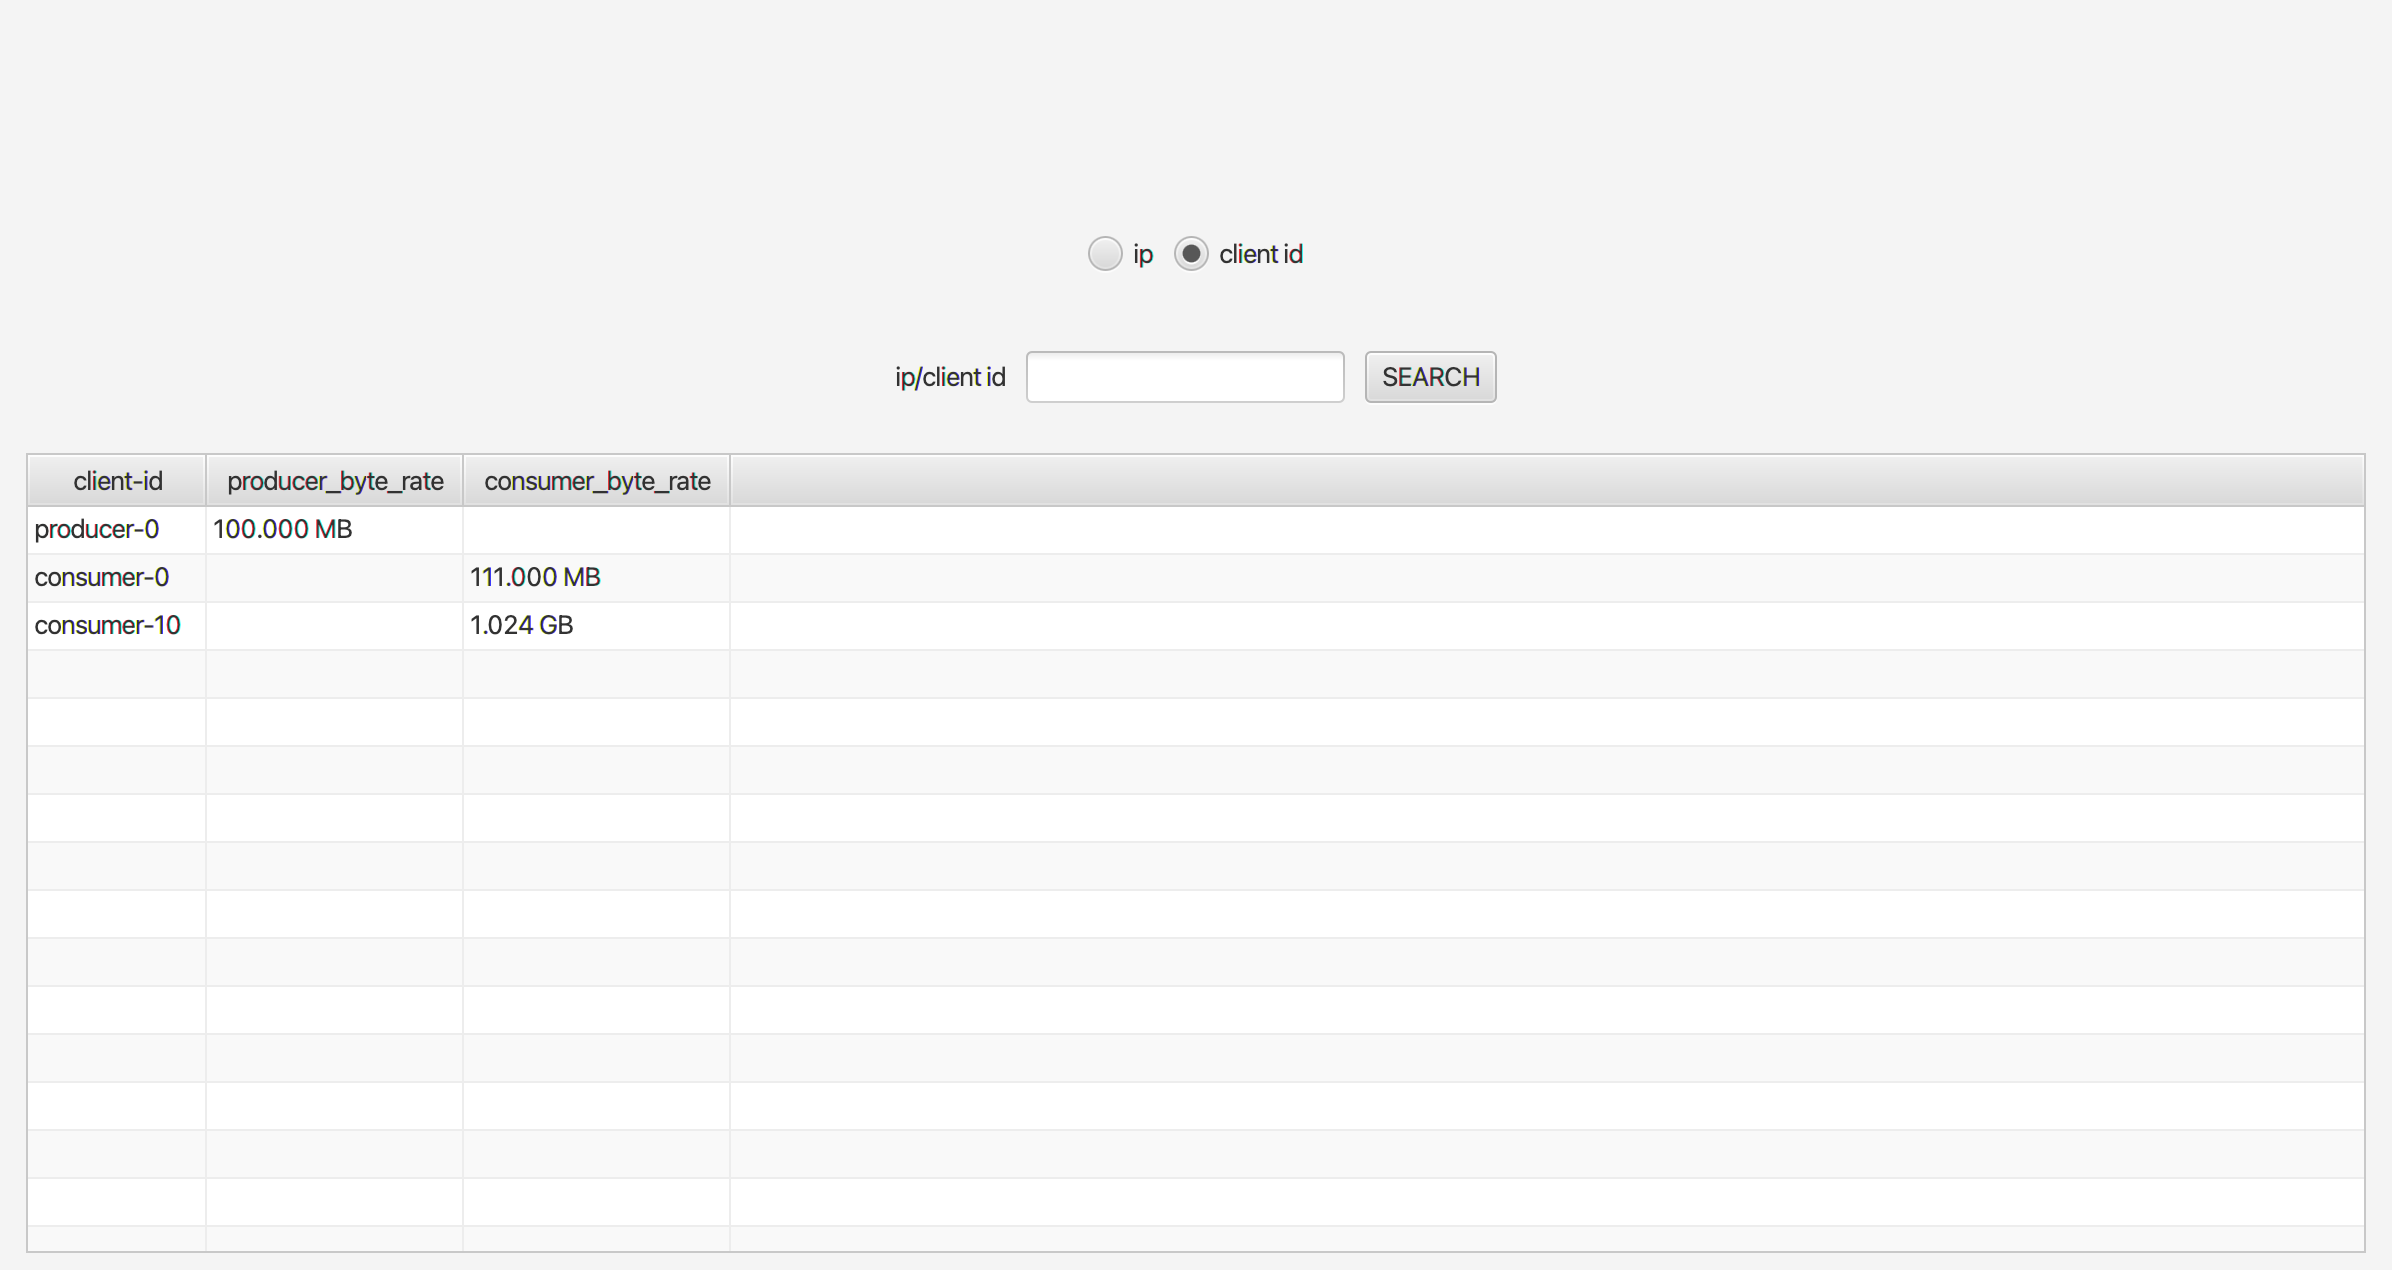 ip client id
ip/client id SEARCH
client-id producer_byte_rate consumer_byte_rate
producer-0 100.000 MB
consumer-0 111.000 MB
consumer-10 1.024 GB